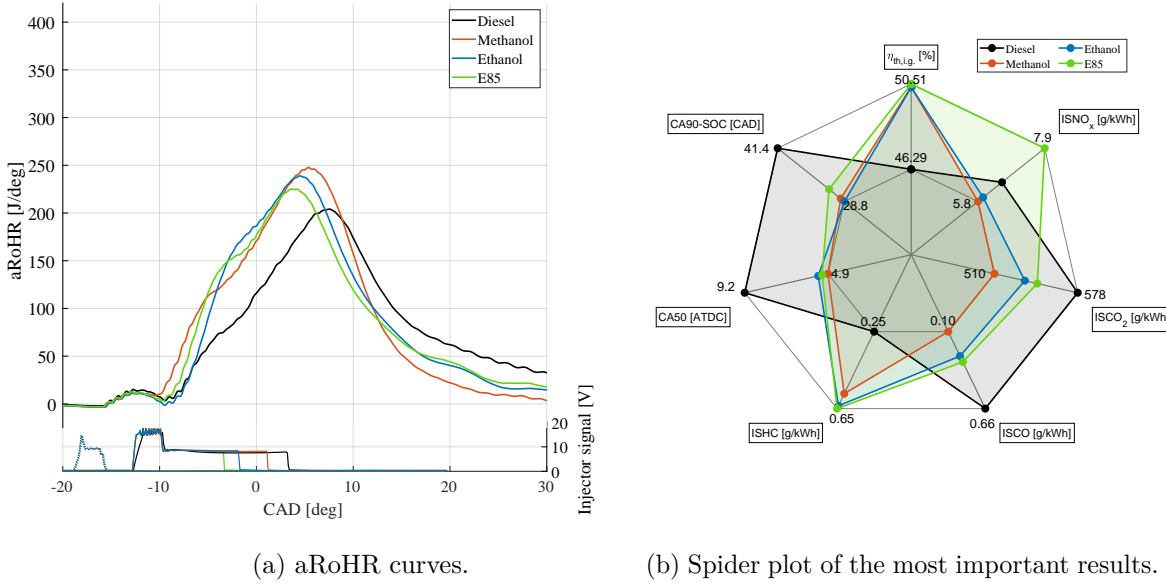 400
350
300
250
200
150
100
50
0
aRoHR [J/deg]
Diesel
Methanol
Ethanol
E85
20
10
0
Injector signal [V]
-20
-10
0
10
20
30
CAD [deg]
(a) aRoHR curves.
Diesel
Methanol
Ethanol
E85
η_th,i.g. [%]
50.51
46.29
ISNO_x [g/kWh]
7.9
5.8
CA90-SOC [CAD]
41.4
28.8
CA50 [ATDC]
9.2
4.9
510
578
ISCO_2 [g/kWh]
0.25
0.10
ISHC [g/kWh]
0.65
0.66
ISCO [g/kWh]
(b) Spider plot of the most important results.